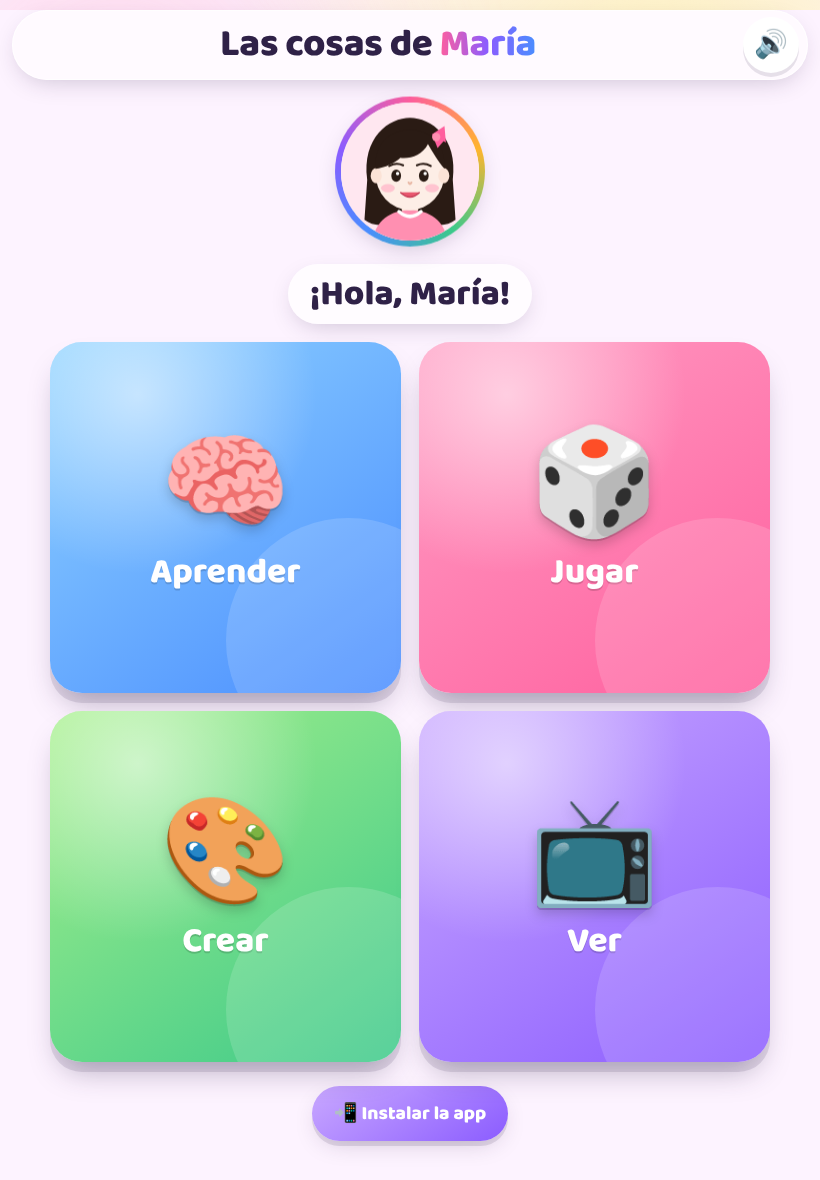 Las cosas de María
¡Hola, María!
Aprender
Jugar
Crear
Ver
Instalar la app